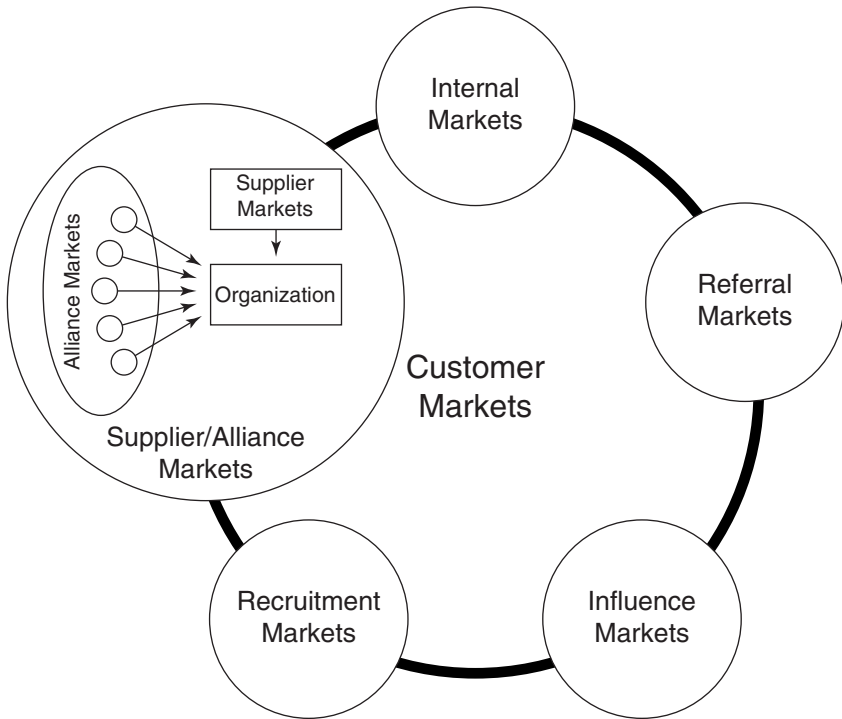 Internal
Markets
Supplier
Markets
Alliance Markets
Organization
Referral
Markets
Customer
Markets
Supplier/Alliance
Markets
Recruitment
Markets
Influence
Markets